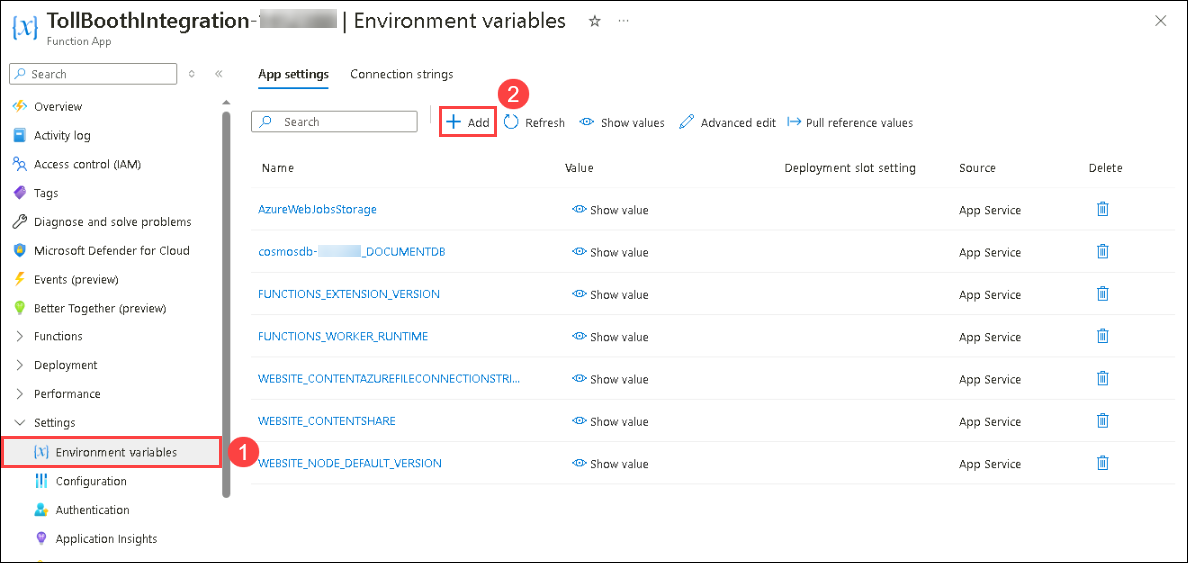 TollBoothIntegration- | Environment variables
Function App
Search
App settings Connection strings
2
Search Add Refresh Show values Advanced edit Pull reference values
Name Value Deployment slot setting Source Delete
AzureWebJobsStorage Show value App Service
cosmosdb- _DOCUMENTDB Show value App Service
FUNCTIONS_EXTENSION_VERSION Show value App Service
FUNCTIONS_WORKER_RUNTIME Show value App Service
WEBSITE_CONTENTAZUREFILECONNECTIONSTRI... Show value App Service
WEBSITE_CONTENTSHARE Show value App Service
WEBSITE_NODE_DEFAULT_VERSION Show value App Service
Overview
Activity log
Access control (IAM)
Tags
Diagnose and solve problems
Microsoft Defender for Cloud
Events (preview)
Better Together (preview)
Functions
Deployment
Performance
Settings
Environment variables
1
Configuration
Authentication
Application Insights